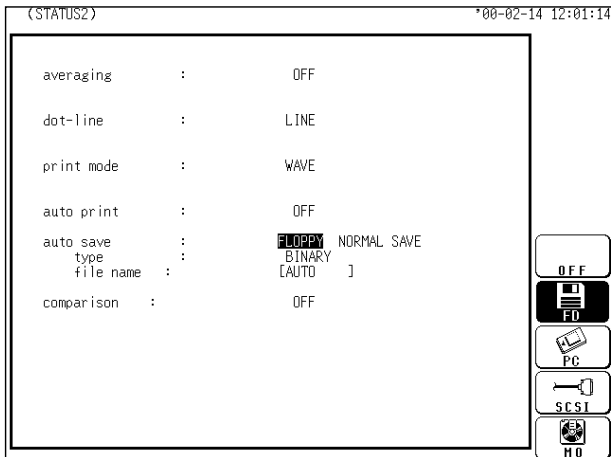 (STATUS2) '00-02-14 12:01:14
averaging : OFF
dot-line : LINE
print mode : WAVE
auto print : OFF
auto save : FLOPPY NORMAL SAVE
type : BINARY
file name : [AUTO ]
comparison : OFF
OFF
FD
PC
SCSI
MO